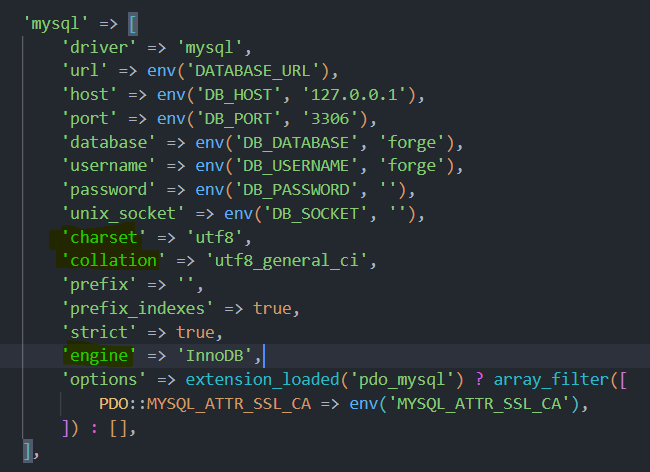 'mysql' => [
'driver' => 'mysql',
'url' => env('DATABASE_URL'),
'host' => env('DB_HOST', '127.0.0.1'),
'port' => env('DB_PORT', '3306'),
'database' => env('DB_DATABASE', 'forge'),
'username' => env('DB_USERNAME', 'forge'),
'password' => env('DB_PASSWORD', ''),
'unix_socket' => env('DB_SOCKET', ''),
'charset' => 'utf8',
'collation' => 'utf8_general_ci',
'prefix' => '',
'prefix_indexes' => true,
'strict' => true,
'engine' => 'InnoDB',
'options' => extension_loaded('pdo_mysql') ? array_filter([
PDO::MYSQL_ATTR_SSL_CA => env('MYSQL_ATTR_SSL_CA'),
]) : [],
],